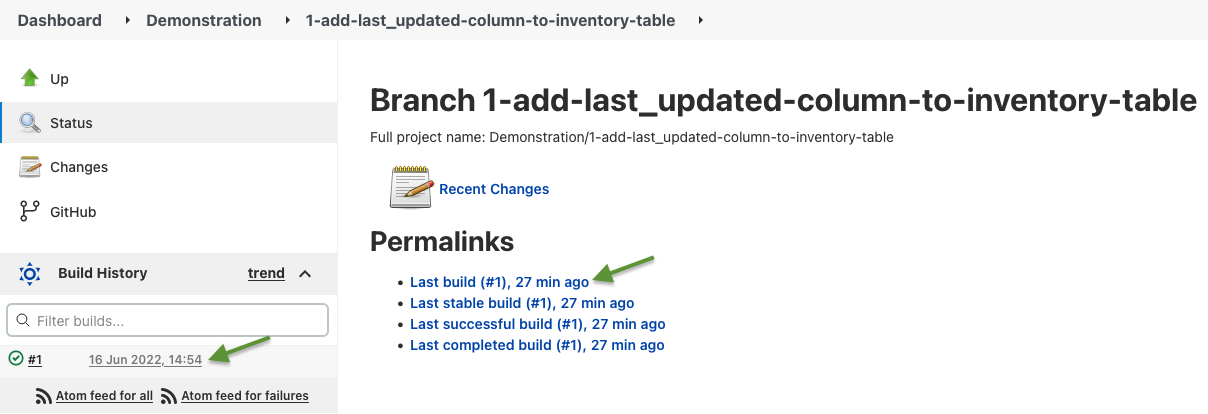 Dashboard Demonstration 1-add-last_updated-column-to-inventory-table
Up
Status
Changes
GitHub
Build History trend
Filter builds...
#1 16 Jun 2022, 14:54
Atom feed for all Atom feed for failures
Branch 1-add-last_updated-column-to-inventory-table
Full project name: Demonstration/1-add-last_updated-column-to-inventory-table
Recent Changes
Permalinks
• Last build (#1), 27 min ago
• Last stable build (#1), 27 min ago
• Last successful build (#1), 27 min ago
• Last completed build (#1), 27 min ago